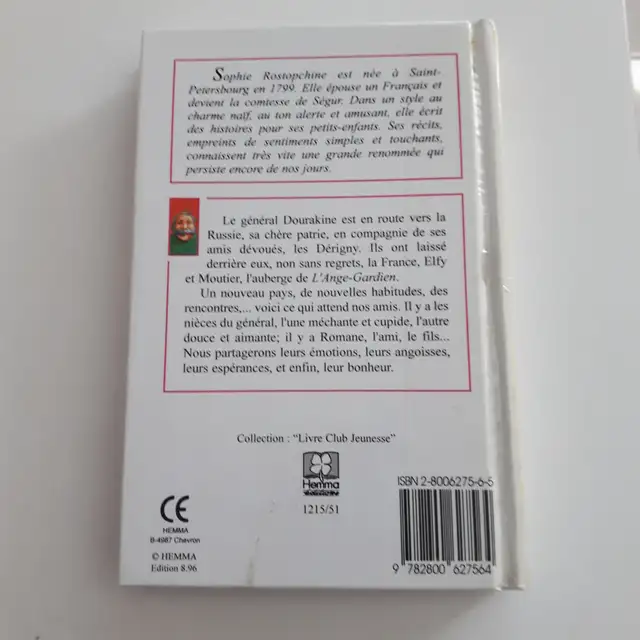 Sophie Rostopchine est née à Saint-
Petersbourg en 1799. Elle épouse un Français et
devient la comtesse de Ségur. Dans un style au
charme naïf, au ton alerte et amusant, elle écrit
des histoires pour ses petits-enfants. Ses récits,
empreints de sentiments simples et touchants,
connaissent très vite une grande renommée qui
persiste encore de nos jours.
Le général Dourakine est en route vers la
Russie, sa chère patrie, en compagnie de ses
amis dévoués, les Dérigny. Ils ont laissé
derrière eux, non sans regrets, la France, Elfy
et Moutier, l'auberge de L'Ange-Gardien.
Un nouveau pays, de nouvelles habitudes, des
rencontres,... voici ce qui attend nos amis. Il y a les
nièces du général, l'une méchante et cupide, l'autre
douce et aimante; il y a Romane, l'ami, le fils...
Nous partagerons leurs émotions, leurs angoisses,
leurs espérances, et enfin, leur bonheur.
Collection : "Livre Club Jeunesse"
Hemma
1215/51
CE
HEMMA
B-4987 Chevron
© HEMMA
Edition 8.96
ISBN 2-8006275-6-5
9 782800 627564